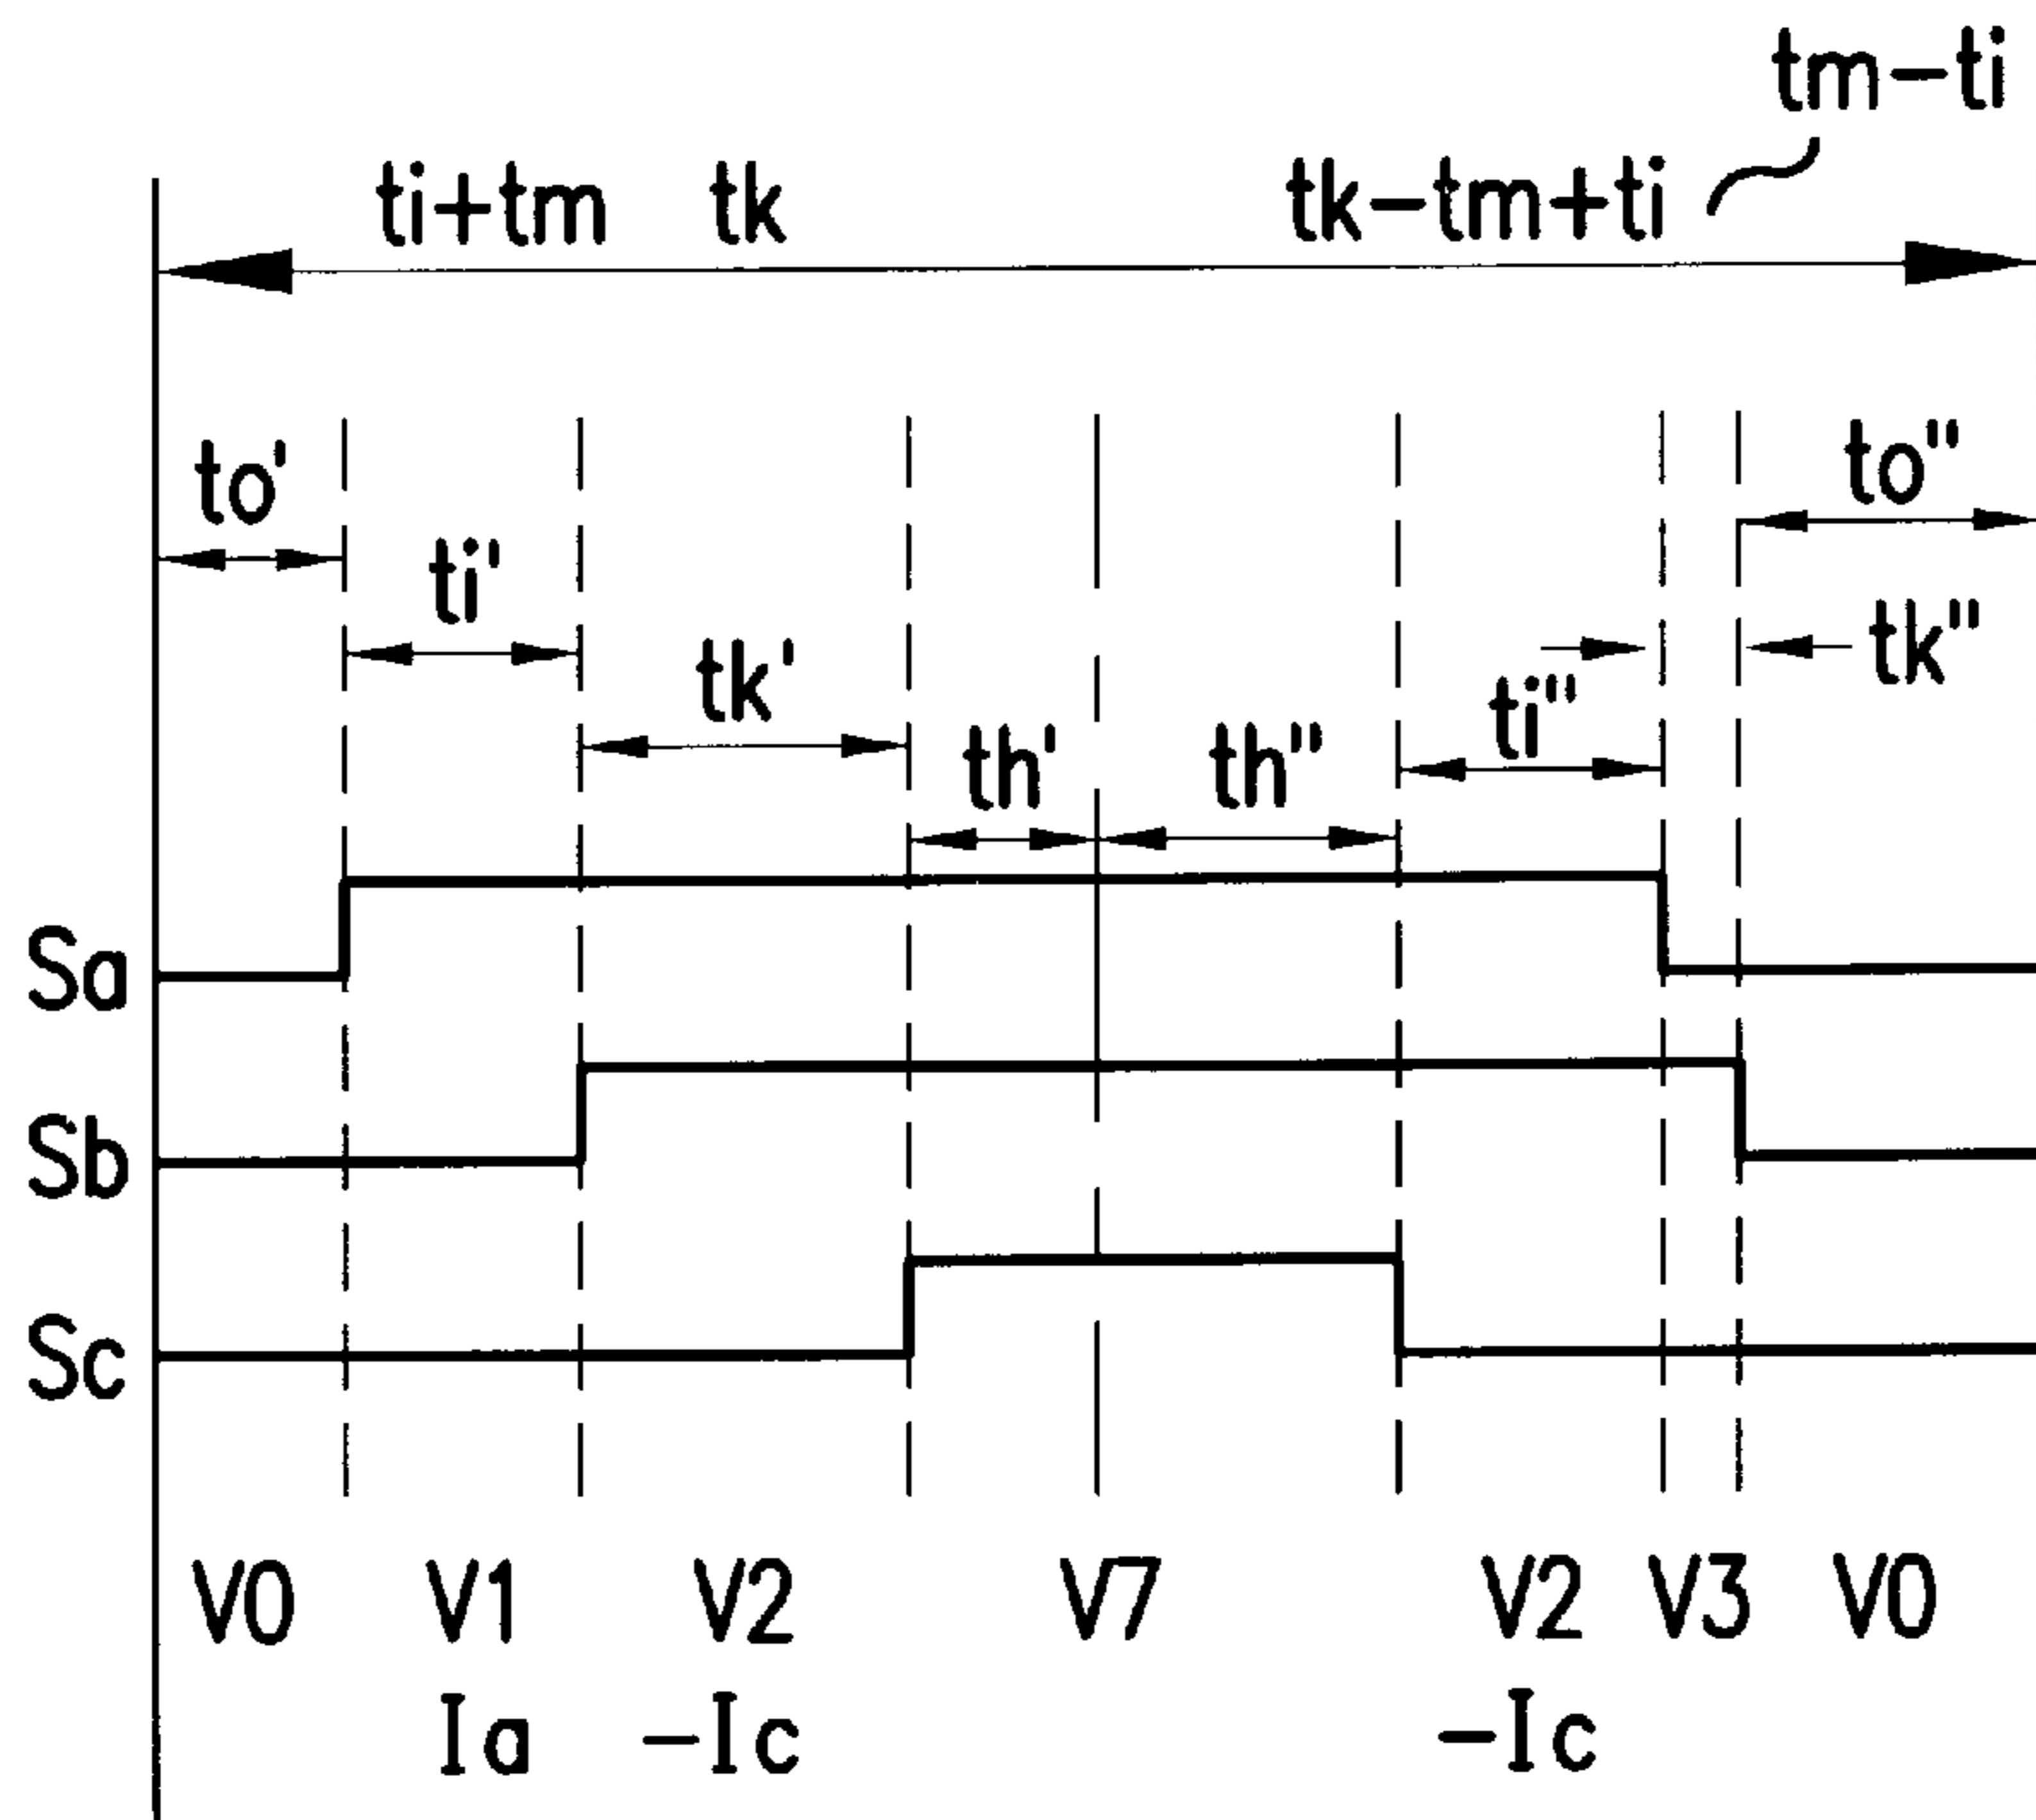 tm-ti
ti+tm tk tk-tm+ti
to' to"
ti' tk"
tk' ti"
th' th"
Sa
Sb
Sc
V0 V1 V2 V7 V2 V3 V0
Ia -Ic -Ic